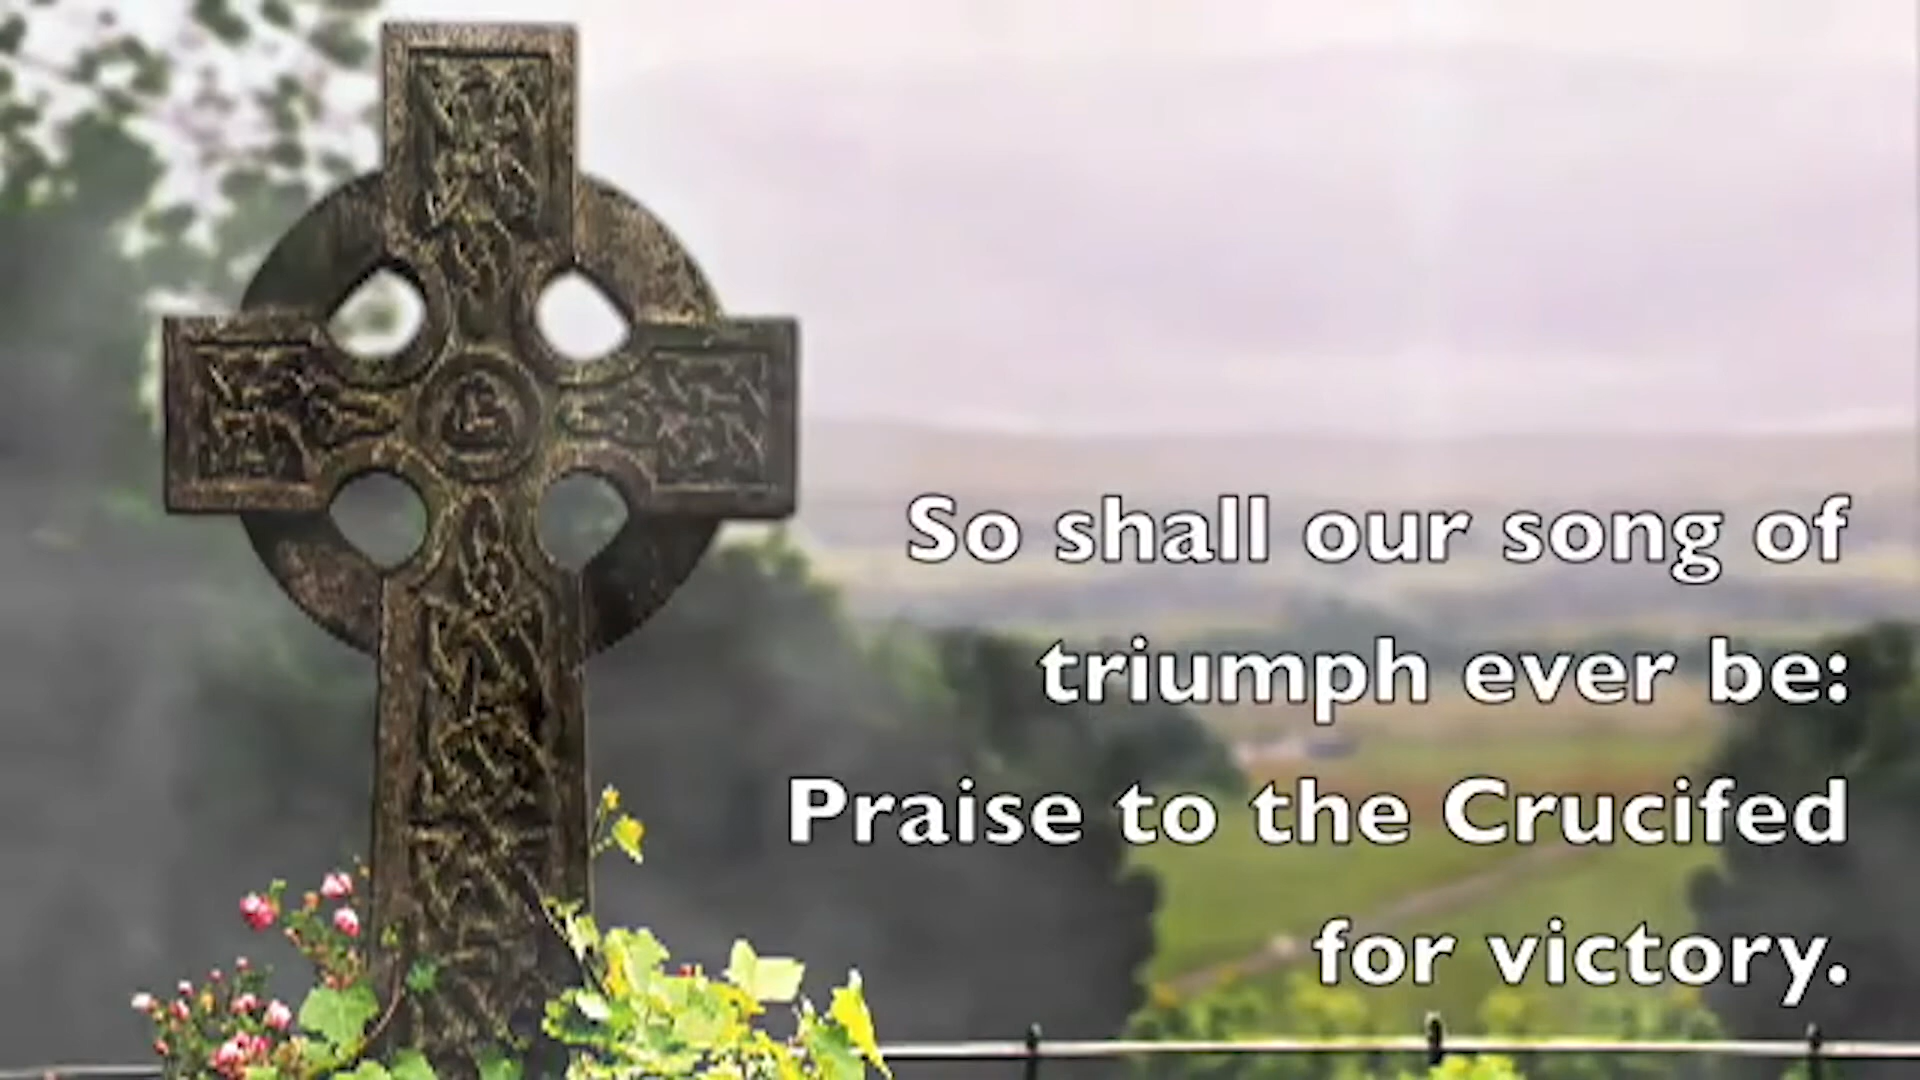 So shall our song of
triumph ever be:
Praise to the Crucifed
for victory.